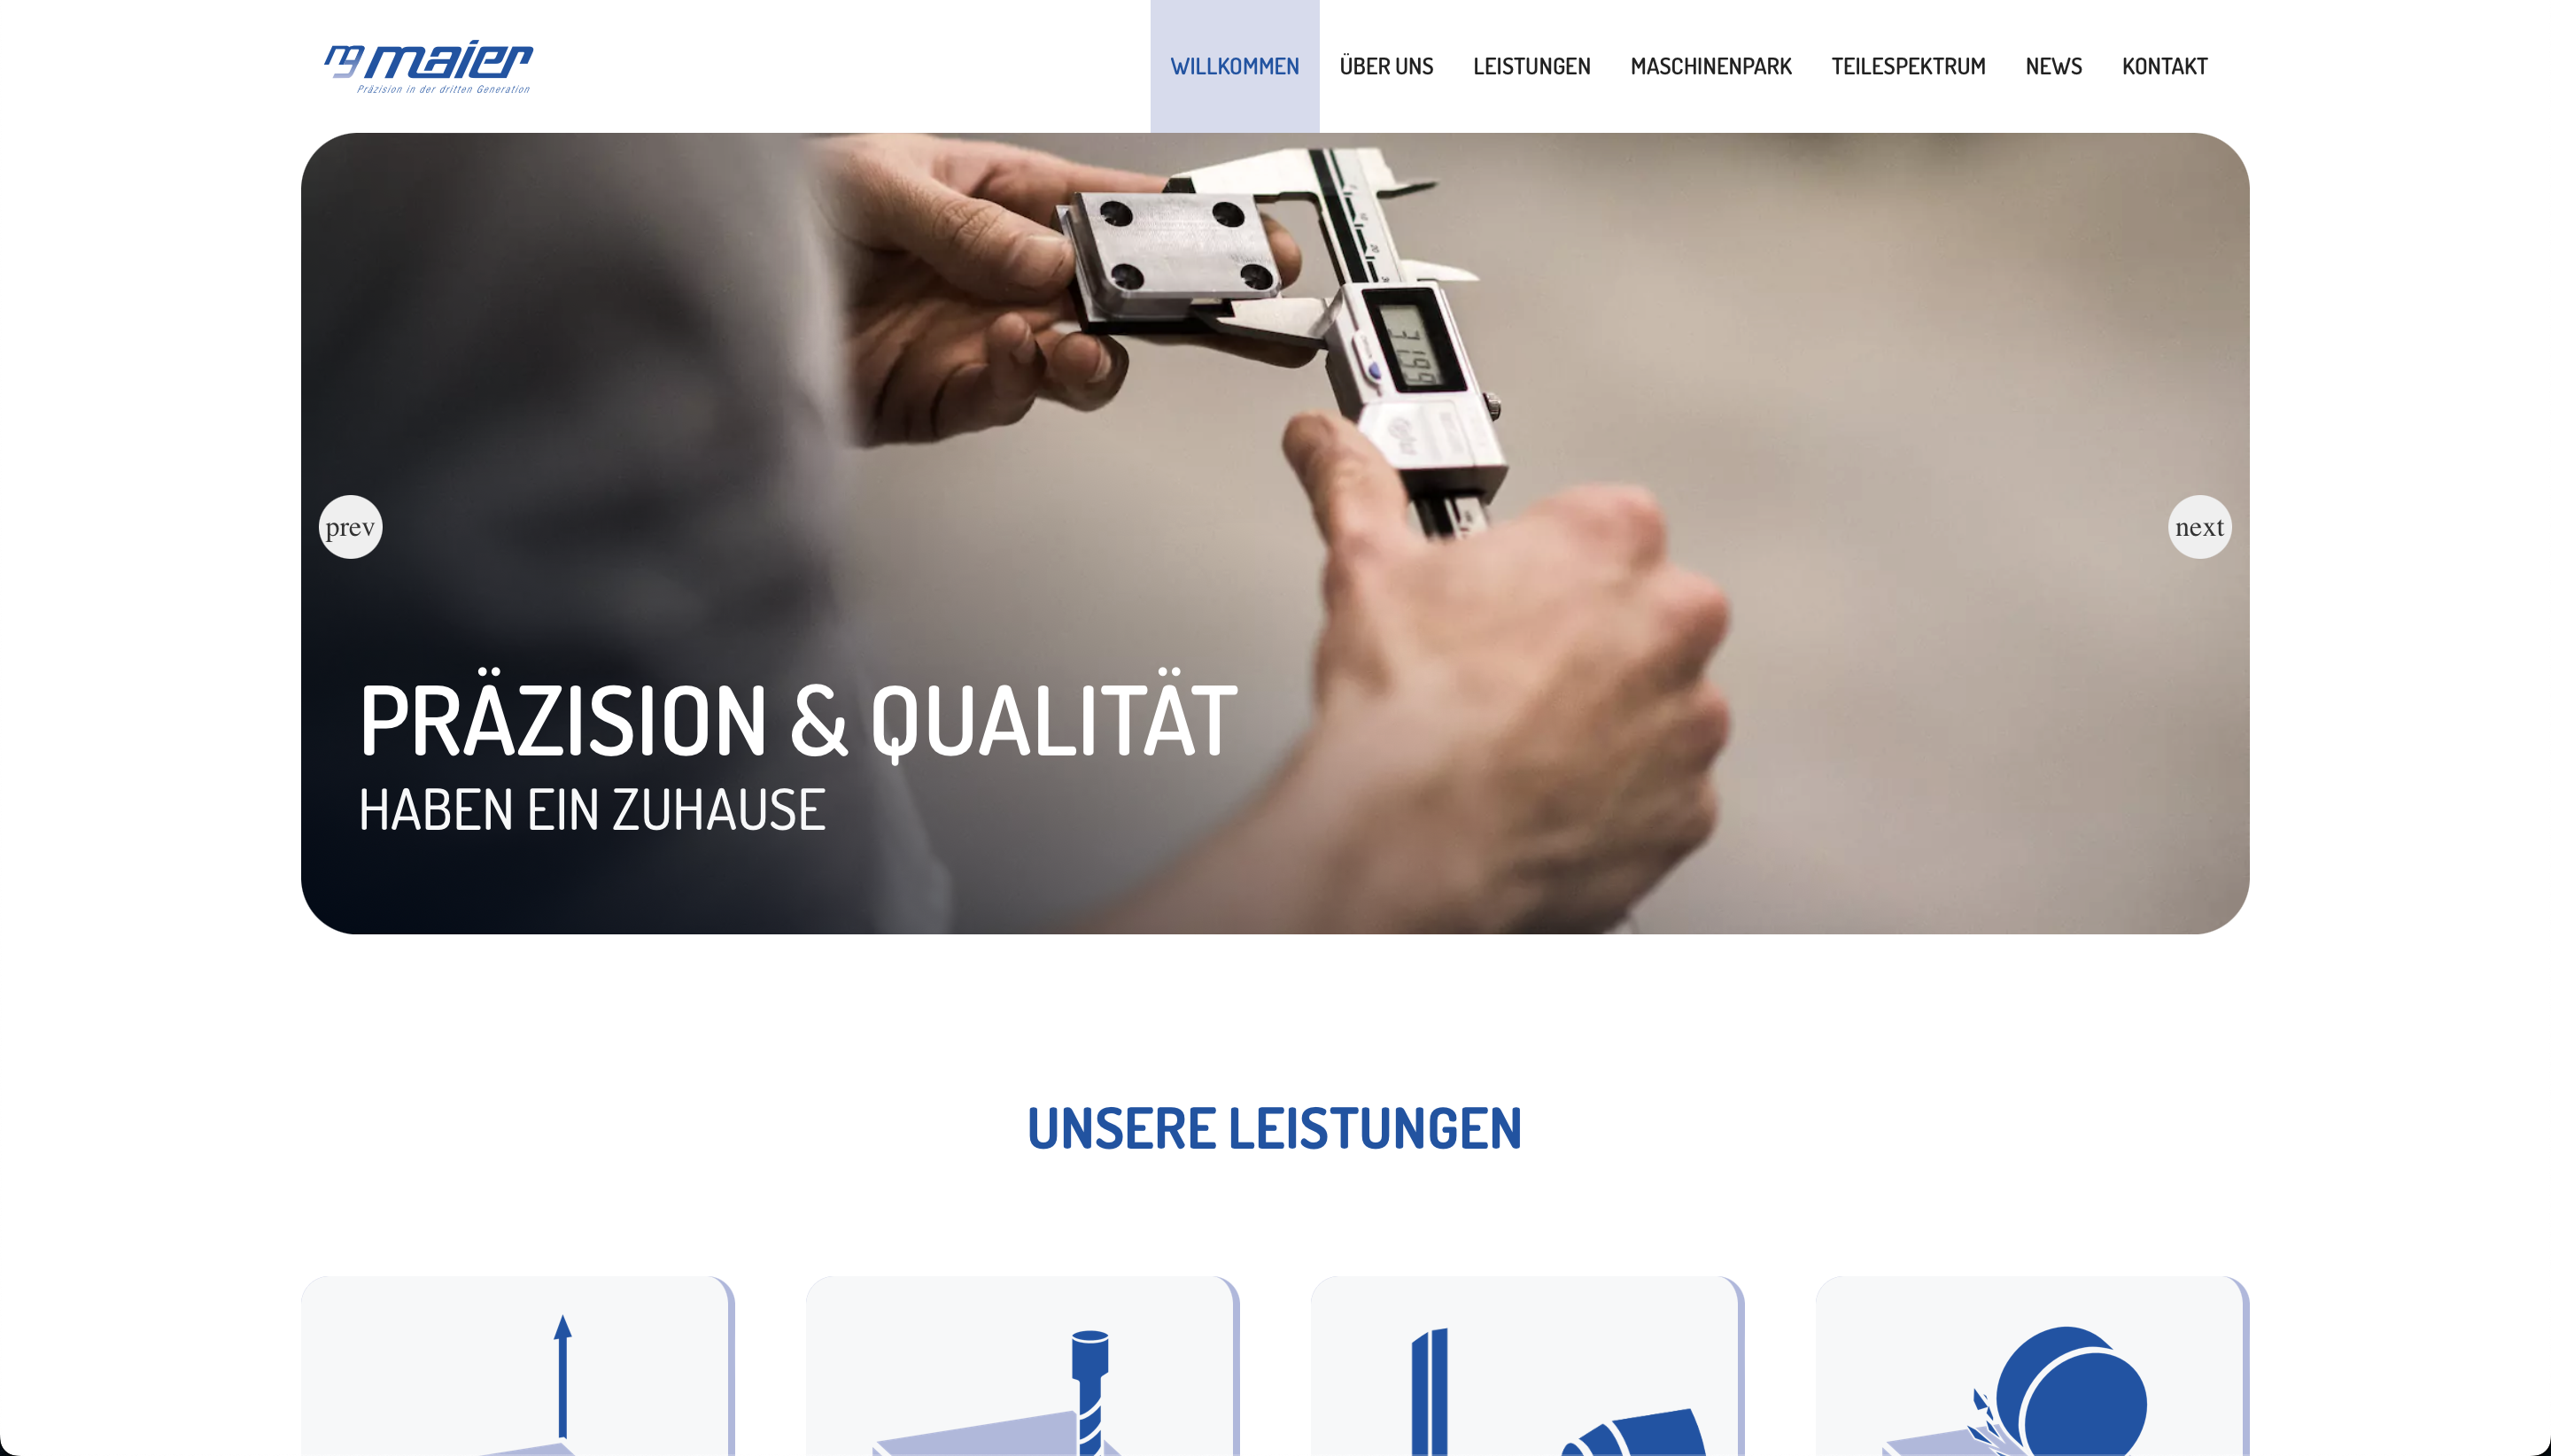 mg maier
Präzision in der dritten Generation
WILLKOMMEN ÜBER UNS LEISTUNGEN MASCHINENPARK TEILESPEKTRUM NEWS KONTAKT
prev
next
PRÄZISION & QUALITÄT
HABEN EIN ZUHAUSE
UNSERE LEISTUNGEN